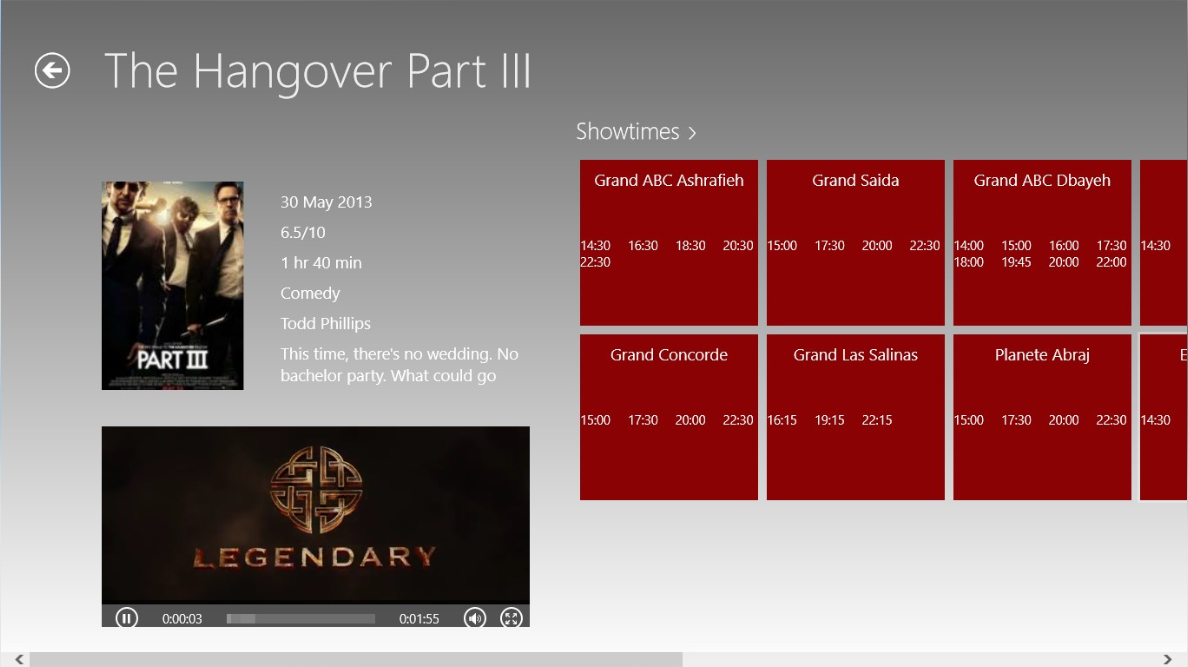 The Hangover Part III
Showtimes >
30 May 2013
6.5/10
1 hr 40 min
Comedy
Todd Phillips
This time, there's no wedding. No
bachelor party. What could go
PART III
LEGENDARY
0:00:03 0:01:55
Grand ABC Ashrafieh
14:30 16:30 18:30 20:30
22:30
Grand Saida
15:00 17:30 20:00 22:30
Grand ABC Dbayeh
14:00 15:00 16:00 17:30
18:00 19:45 20:00 22:00
14:30
Grand Concorde
15:00 17:30 20:00 22:30
Grand Las Salinas
16:15 19:15 22:15
Planete Abraj
15:00 17:30 20:00 22:30
E
14:30